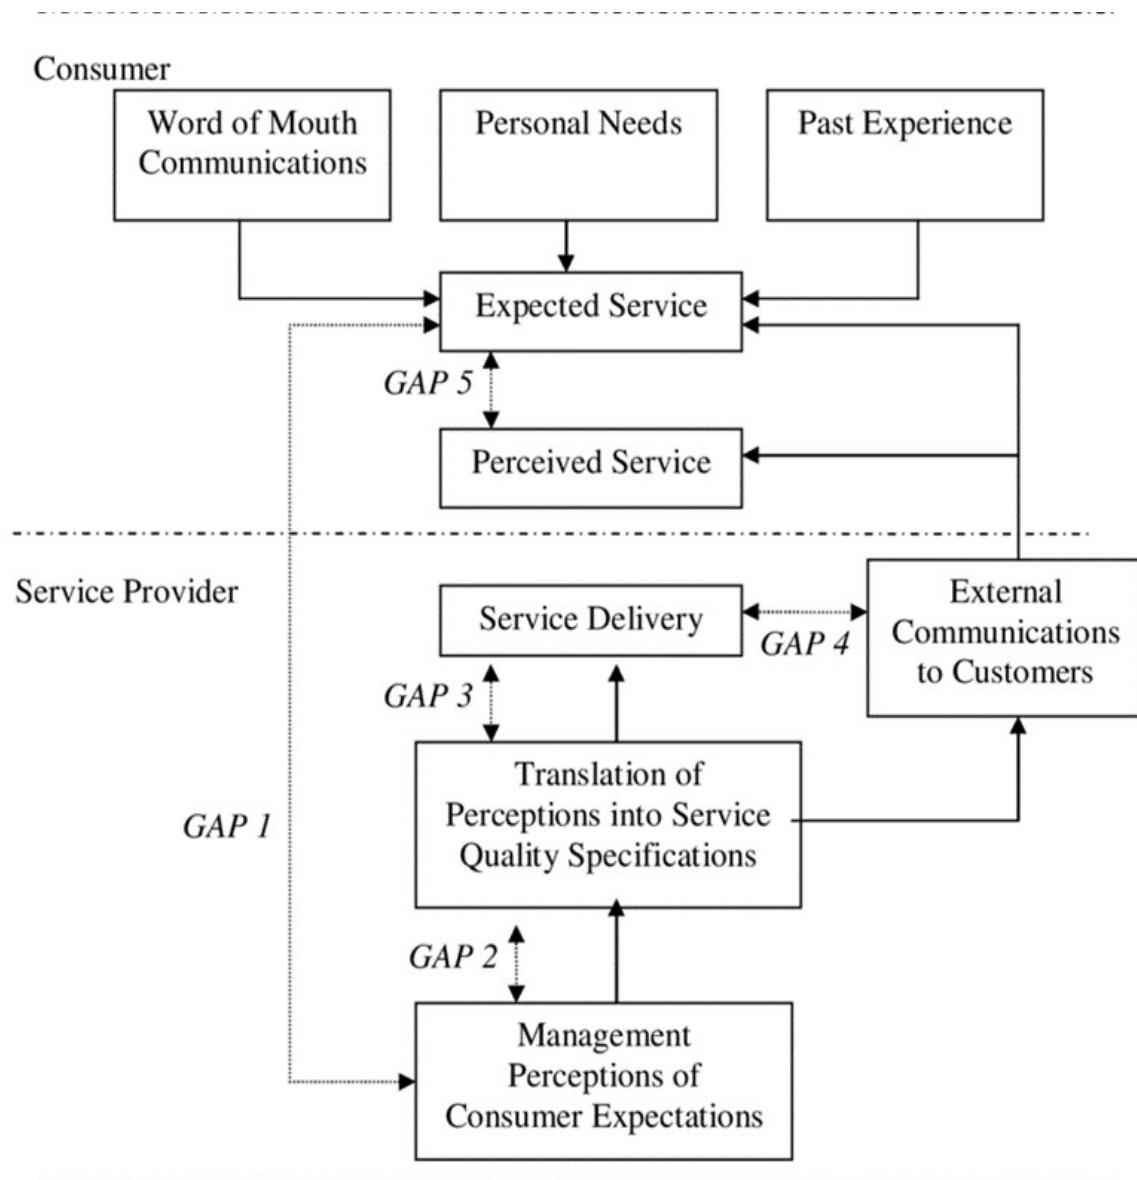 Consumer
Word of Mouth
Communications
Personal Needs
Past Experience
Expected Service
GAP 5
Perceived Service
Service Provider
Service Delivery
GAP 4
External
Communications
to Customers
GAP 3
Translation of
Perceptions into Service
Quality Specifications
GAP 1
GAP 2
Management
Perceptions of
Consumer Expectations